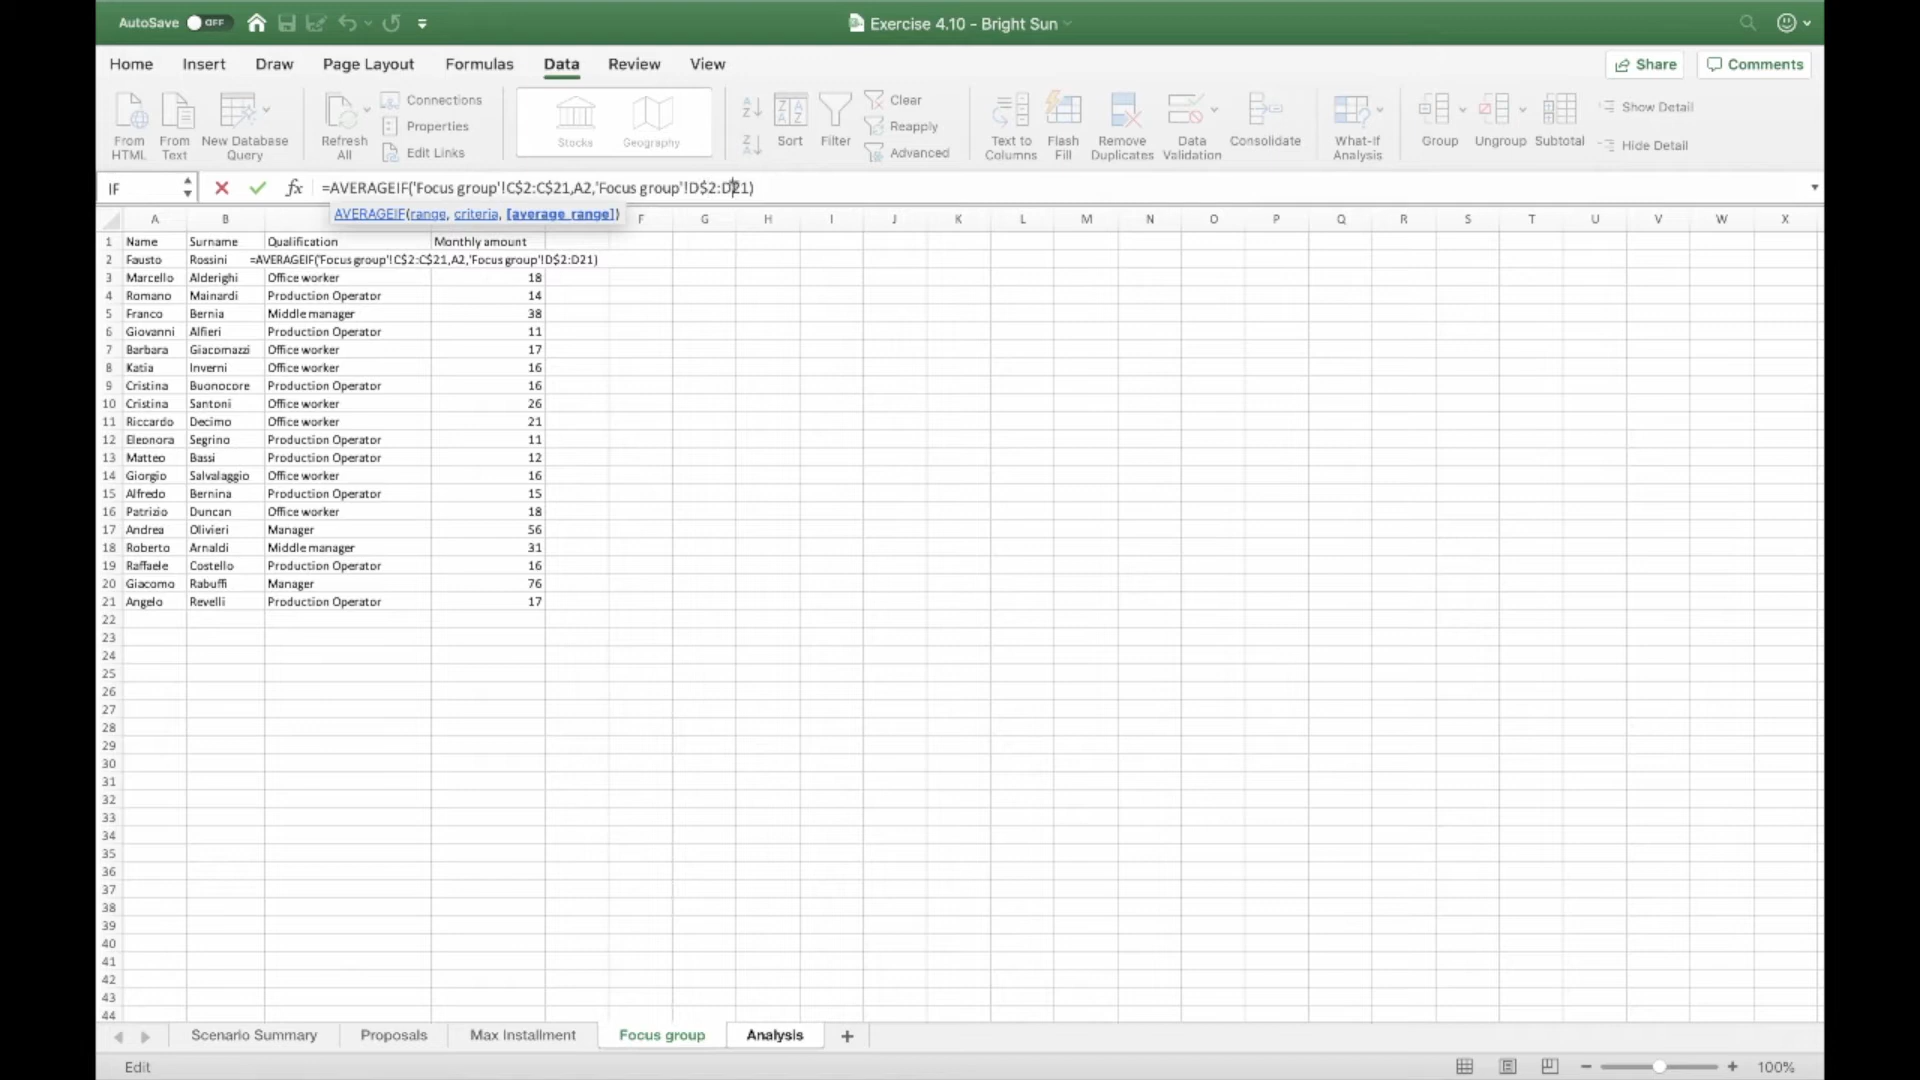 AutoSave OFF
Exercise 4.10 - Bright Sun
Home Insert Draw Page Layout Formulas Data Review View Share Comments
From HTML
From Text
New Database Query
Refresh All
Connections
Properties
Edit Links
Stocks
Geography
Sort
Filter
Clear
Reapply
Advanced
Text to Columns
Flash Fill
Remove Duplicates
Data Validation
Consolidate
What-If Analysis
Group
Ungroup
Subtotal
Show Detail
Hide Detail
IF fx =AVERAGEIF('Focus group'!C$2:C$21,A2,'Focus group'!D$2:D21)
AVERAGEIF(range, criteria, [average_range])
A B F G H I J K L M N O P Q R S T U V W X
1 Name Surname Qualification Monthly amount
2 Fausto Rossini =AVERAGEIF('Focus group'!C$2:C$21,A2,'Focus group'!D$2:D21)
3 Marcello Alderighi Office worker 18
4 Romano Mainardi Production Operator 14
5 Franco Bernia Middle manager 38
6 Giovanni Alfieri Production Operator 11
7 Barbara Giacomazzi Office worker 17
8 Katia Inverni Office worker 16
9 Cristina Buonocore Production Operator 16
10 Cristina Santoni Office worker 26
11 Riccardo Decimo Office worker 21
12 Eleonora Segrino Production Operator 11
13 Matteo Bassi Production Operator 12
14 Giorgio Salvalaggio Office worker 16
15 Alfredo Bernina Production Operator 15
16 Patrizio Duncan Office worker 18
17 Andrea Olivieri Manager 56
18 Roberto Arnaldi Middle manager 31
19 Raffaele Costello Production Operator 16
20 Giacomo Rabuffi Manager 76
21 Angelo Revelli Production Operator 17
22
23
24
25
26
27
28
29
30
31
32
33
34
35
36
37
38
39
40
41
42
43
44
Scenario Summary Proposals Max Installment Focus group Analysis +
Edit 100%